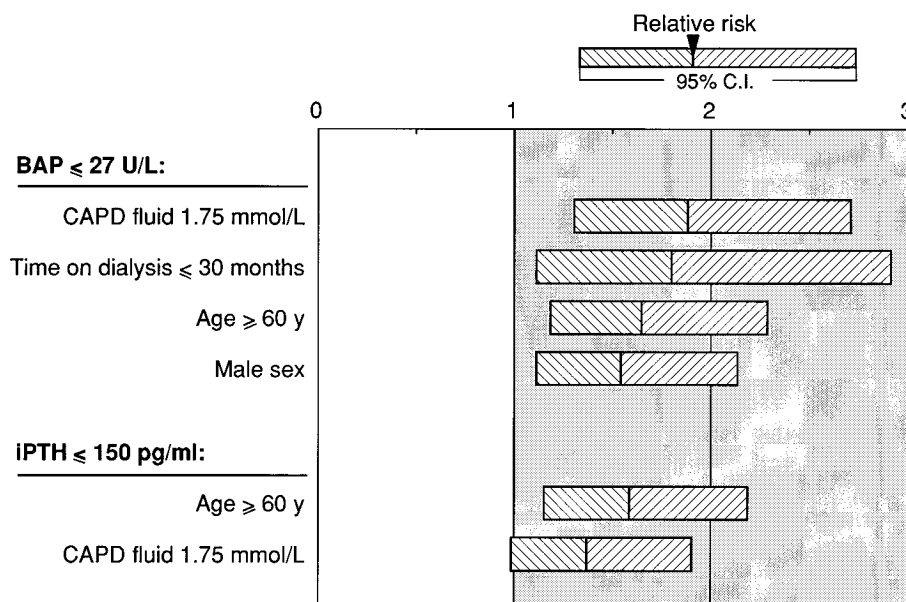 Relative risk
95% C.I.
0 1 2 3
BAP ⩽ 27 U/L:
CAPD fluid 1.75 mmol/L
Time on dialysis ⩽ 30 months
Age ⩾ 60 y
Male sex
iPTH ⩽ 150 pg/ml:
Age ⩾ 60 y
CAPD fluid 1.75 mmol/L